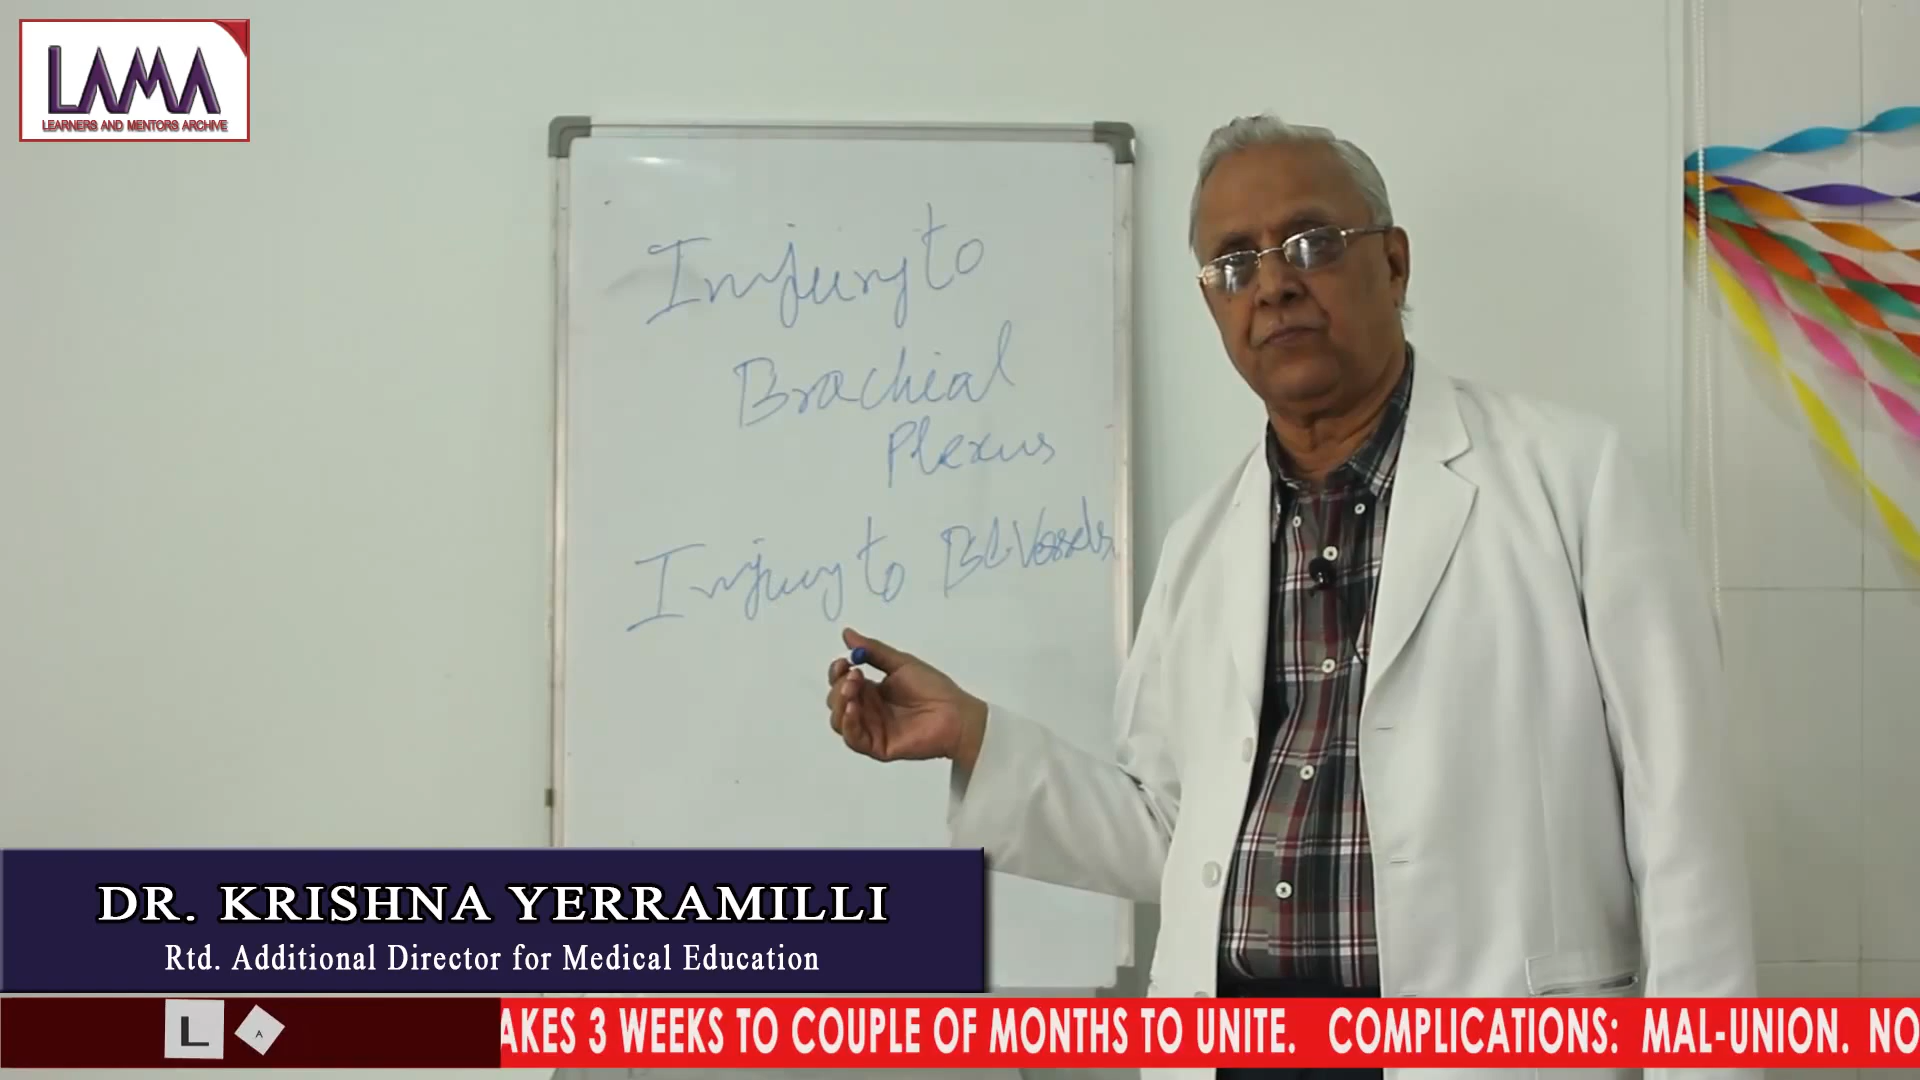 LAMA
LEARNERS AND MENTORS ARCHIVE
Injury to
Brachial
Plexus
Injury to BL Vessels
DR. KRISHNA YERRAMILLI
Rtd. Additional Director for Medical Education
L A
AKES 3 WEEKS TO COUPLE OF MONTHS TO UNITE. COMPLICATIONS: MAL-UNION. NO